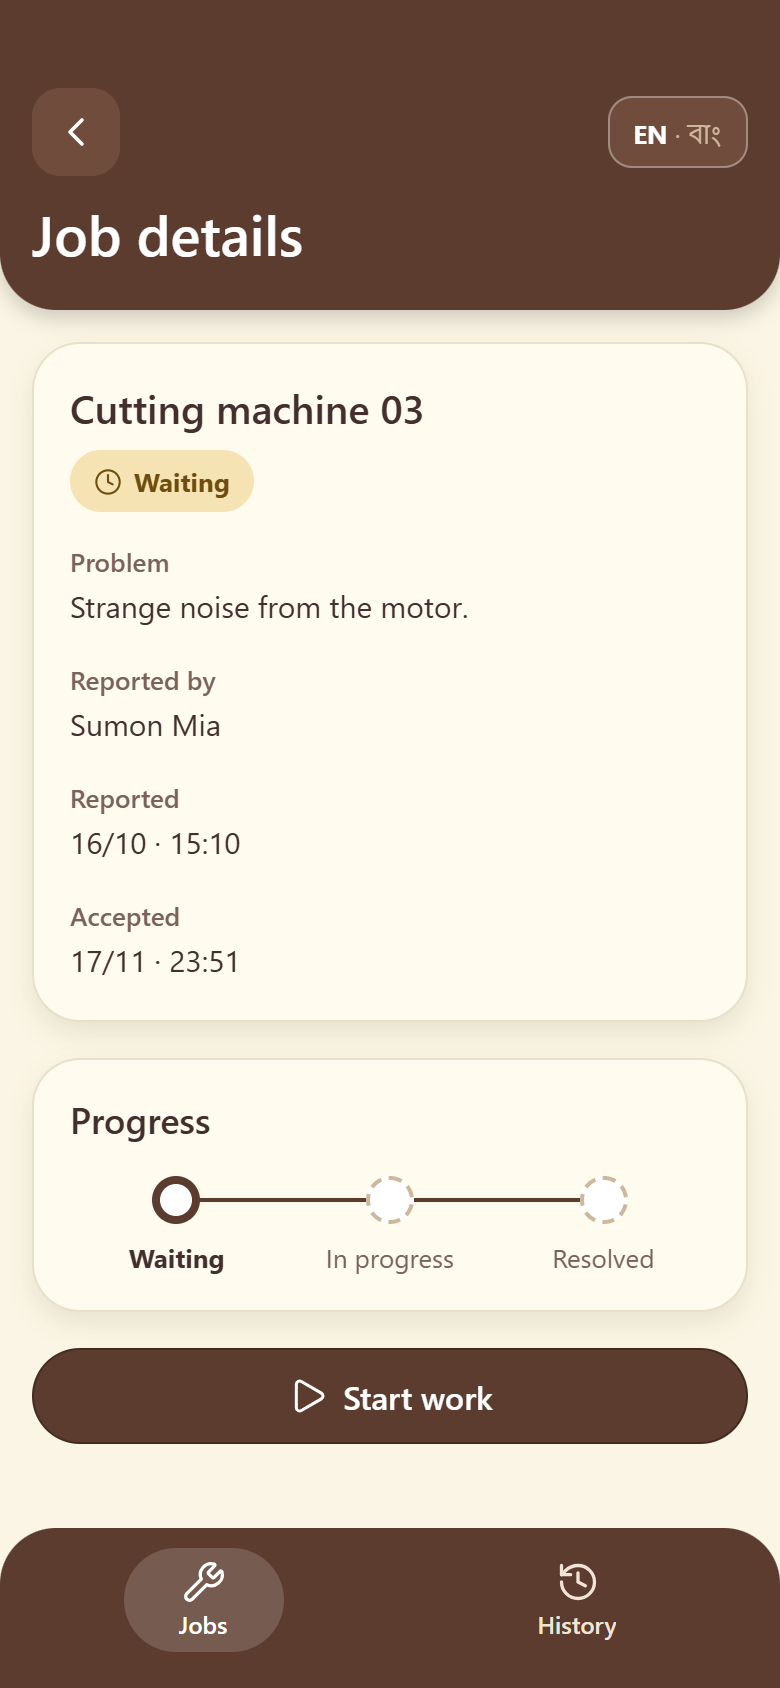 EN · বাং
Job details
Cutting machine 03
Waiting
Problem
Strange noise from the motor.
Reported by
Sumon Mia
Reported
16/10 · 15:10
Accepted
17/11 · 23:51
Progress
Waiting In progress Resolved
Start work
Jobs History